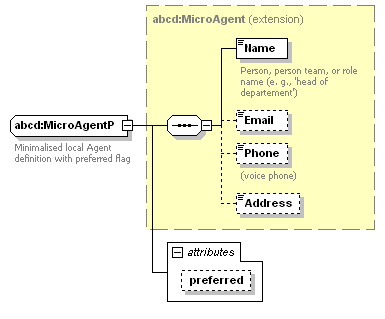 abcd:MicroAgent (extension)
Name
Person, person team, or role
name (e. g., 'head of
departement')
abcd:MicroAgentP
Minimalised local Agent
definition with preferred flag
Email
Phone
(voice phone)
Address
attributes
preferred